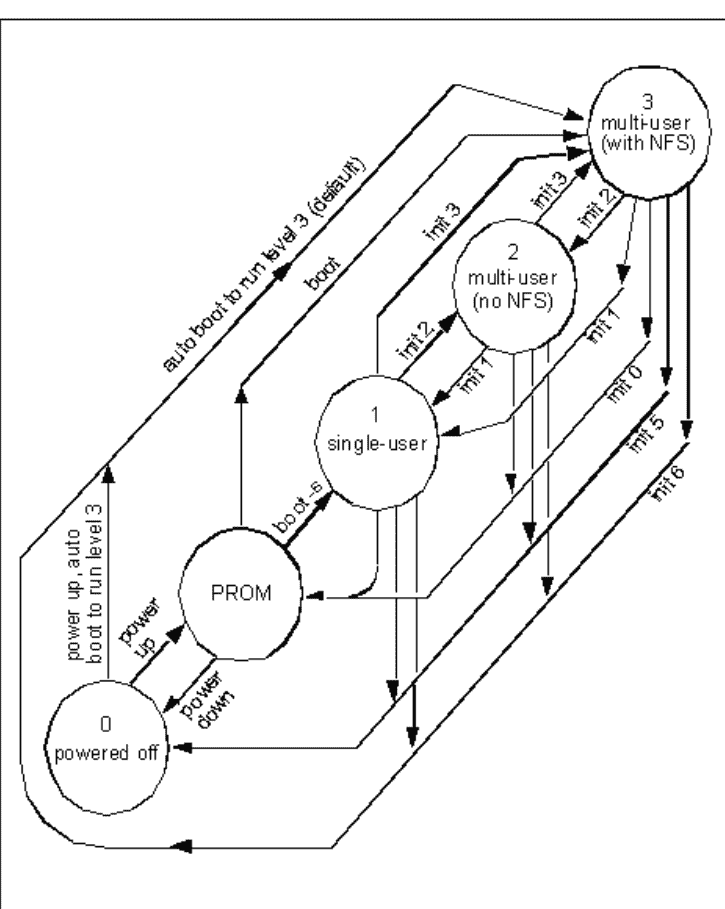 3
multi-user
(with NFS)
auto boot to run level 3 (default)
boot
init 3
init 3
init 2
2
multi-user
(no NFS)
init 2
init 1
init 1
init 0
init 5
init 6
1
single-user
boot -s
PROM
power up, auto
boot to run level 3
power
up
power
down
0
powered off